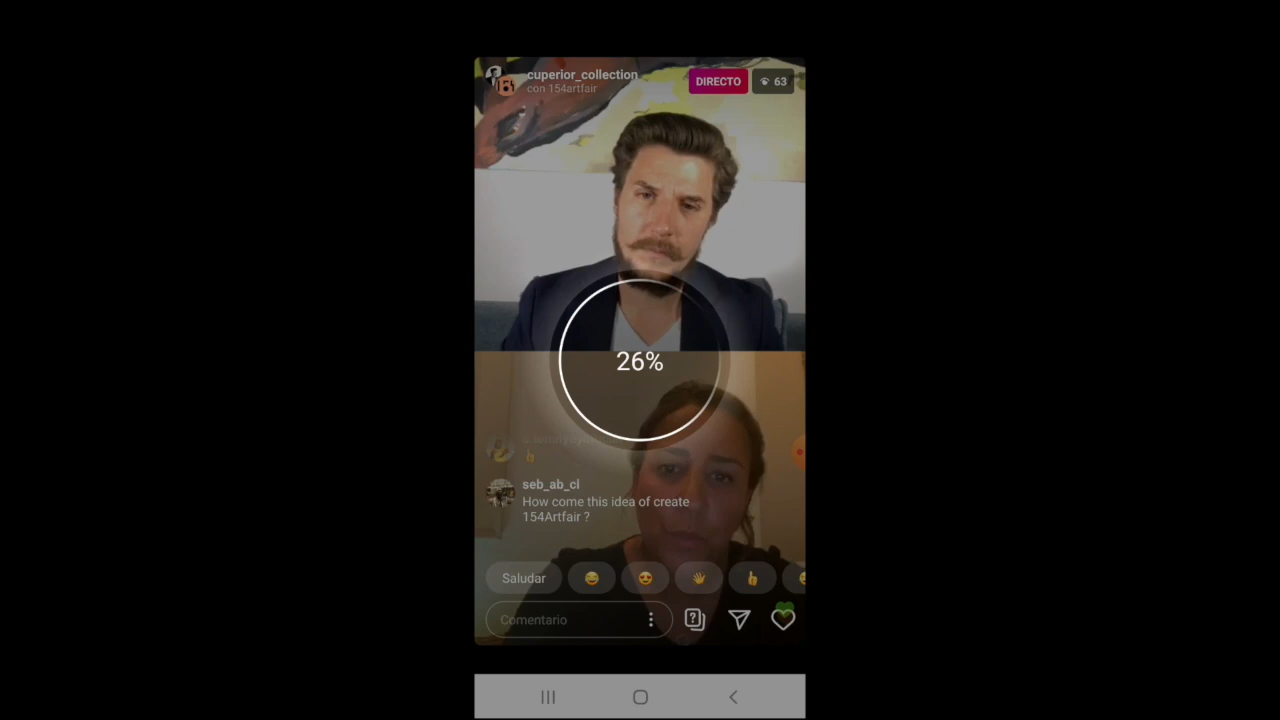 cuperior_collection
con 154artfair
DIRECTO
63
26%
seb_ab_cl
How come this idea of create
154Artfair ?
Saludar
Comentario